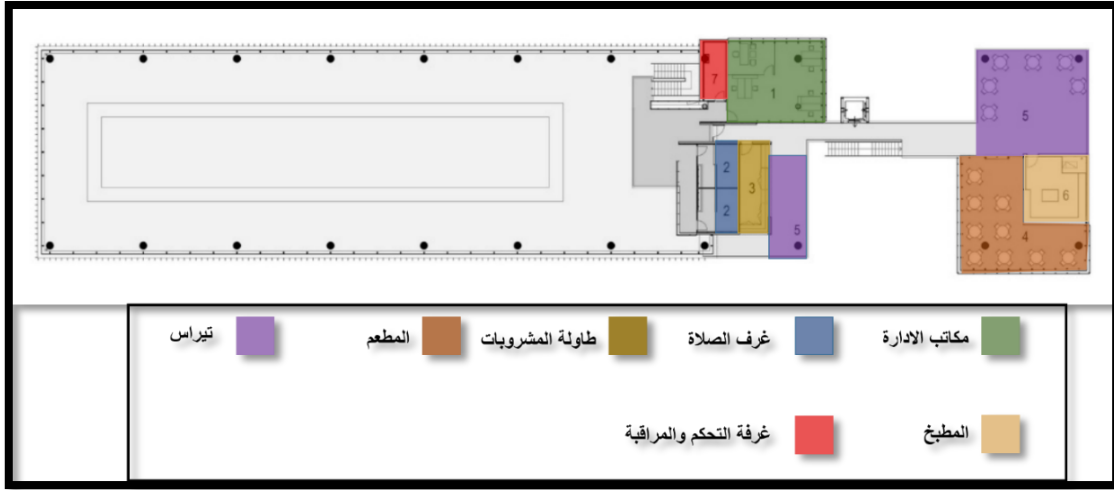 7
1
5
2
3
6
2
4
5
مكاتب الادارة
غرف الصلاة
طاولة المشروبات
المطعم
تيراس
المطبخ
غرفة التحكم والمراقبة